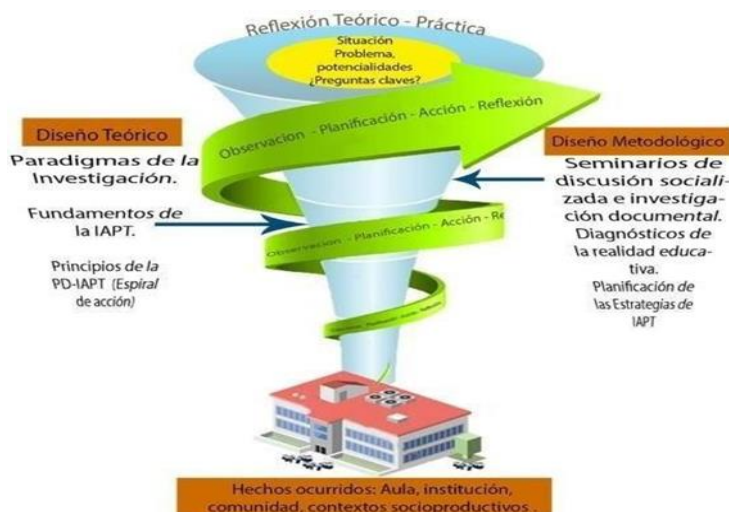 Reflexión Teórico - Práctica
Situación
Problema,
potencialidades
¿Preguntas claves?
Observacion - Planificación - Acción - Reflexión
Diseño Teórico
Paradigmas de la
Investigación.
Fundamentos de
la IAPT.
Principios de la
PD-IAPT (Espiral
de acción)
Diseño Metodológico
Seminarios de
discusión sociali-
zada e investiga-
ción documental.
Diagnósticos de
la realidad educa-
tiva.
Planificación de
las Estrategias de
IAPT
Observacion - Planificación - Acción - Re
Hechos ocurridos: Aula, institución,
comunidad, contextos socioproductivos .